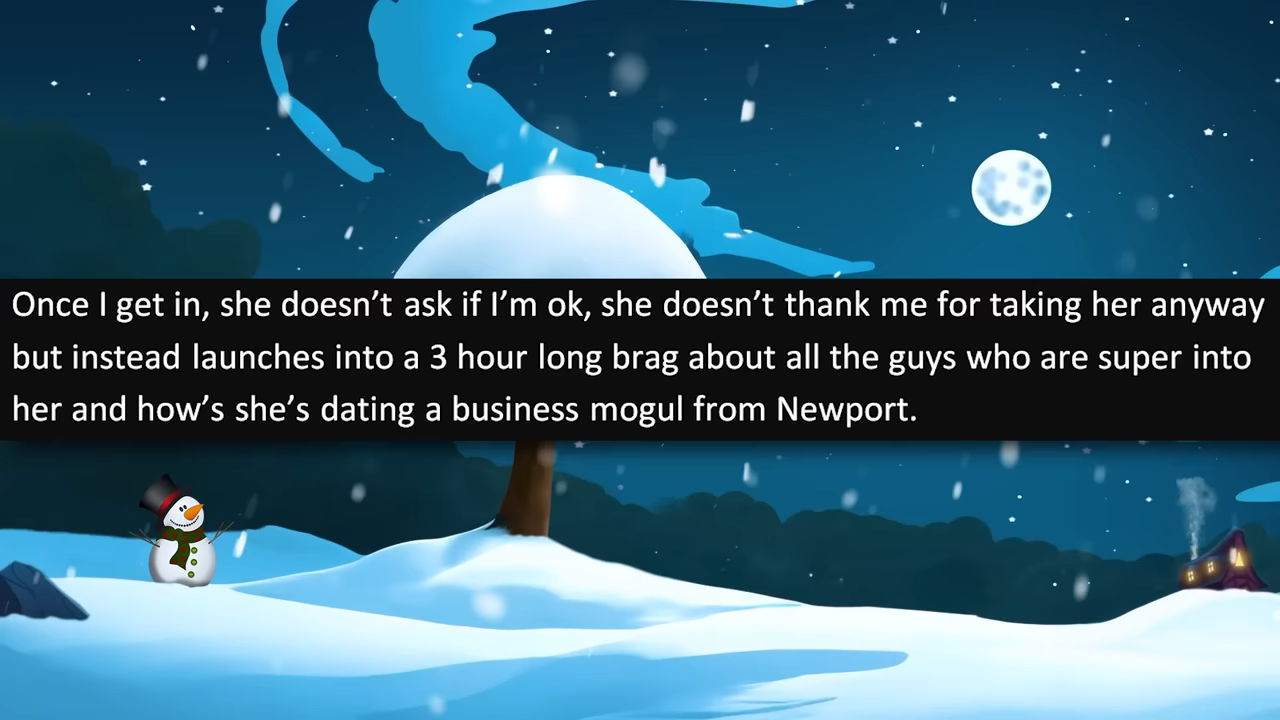 Once I get in, she doesn’t ask if I’m ok, she doesn’t thank me for taking her anyway
but instead launches into a 3 hour long brag about all the guys who are super into
her and how’s she’s dating a business mogul from Newport.